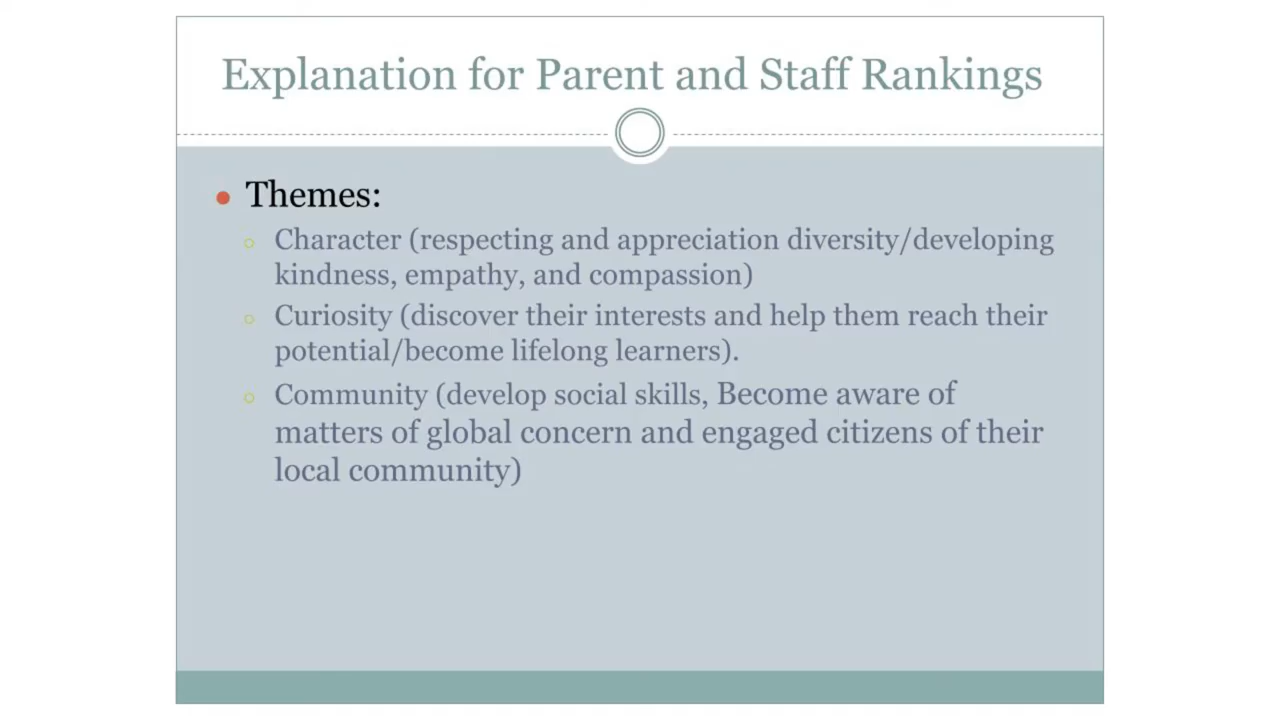 Explanation for Parent and Staff Rankings
Themes:
Character (respecting and appreciation diversity/developing
kindness, empathy, and compassion)
Curiosity (discover their interests and help them reach their
potential/become lifelong learners).
Community (develop social skills, Become aware of
matters of global concern and engaged citizens of their
local community)